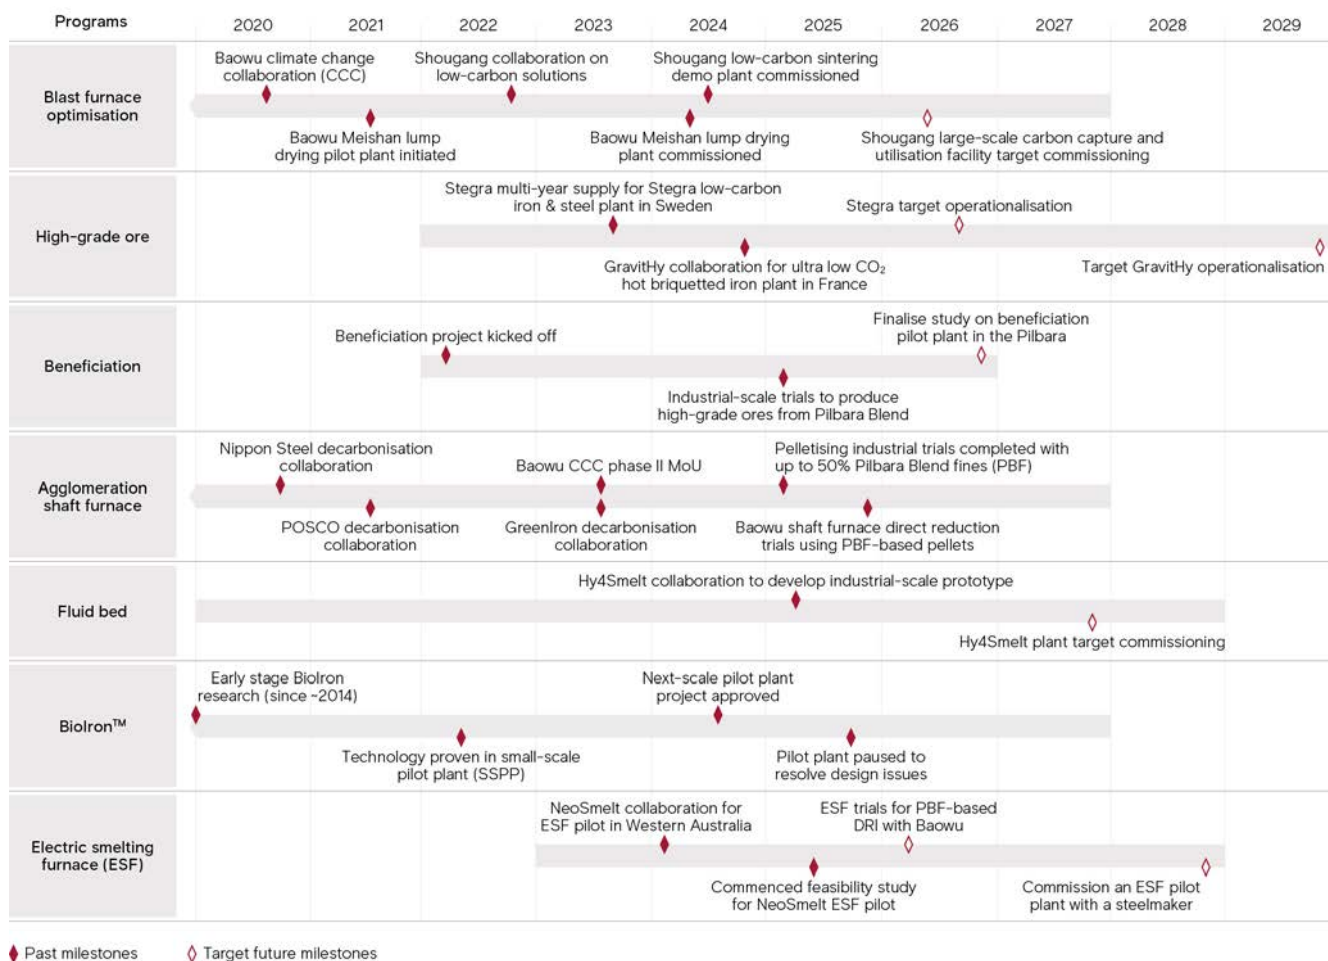 Programs
2020
2021
2022
2023
2024
2025
2026
2027
2028
2029
Blast furnace
optimisation
Baowu climate change
collaboration (CCC)
Shougang collaboration on
low-carbon solutions
Shougang low-carbon sintering
demo plant commissioned
Baowu Meishan lump
drying pilot plant initiated
Baowu Meishan lump drying
plant commissioned
Shougang large-scale carbon capture and
utilisation facility target commissioning
High-grade ore
Stegra multi-year supply for Stegra low-carbon
iron & steel plant in Sweden
Stegra target operationalisation
GravitHy collaboration for ultra low CO₂
hot briquetted iron plant in France
Target GravitHy operationalisation
Beneficiation
Beneficiation project kicked off
Finalise study on beneficiation
pilot plant in the Pilbara
Industrial-scale trials to produce
high-grade ores from Pilbara Blend
Agglomeration
shaft furnace
Nippon Steel decarbonisation
collaboration
Baowu CCC phase II MoU
Pelletising industrial trials completed with
up to 50% Pilbara Blend fines (PBF)
POSCO decarbonisation
collaboration
GreenIron decarbonisation
collaboration
Baowu shaft furnace direct reduction
trials using PBF-based pellets
Fluid bed
Hy4Smelt collaboration to develop industrial-scale prototype
Hy4Smelt plant target commissioning
BioIron™
Early stage BioIron
research (since ~2014)
Next-scale pilot plant
project approved
Technology proven in small-scale
pilot plant (SSPP)
Pilot plant paused to
resolve design issues
Electric smelting
furnace (ESF)
NeoSmelt collaboration for
ESF pilot in Western Australia
ESF trials for PBF-based
DRI with Baowu
Commenced feasibility study
for NeoSmelt ESF pilot
Commission an ESF pilot
plant with a steelmaker
Past milestones
Target future milestones